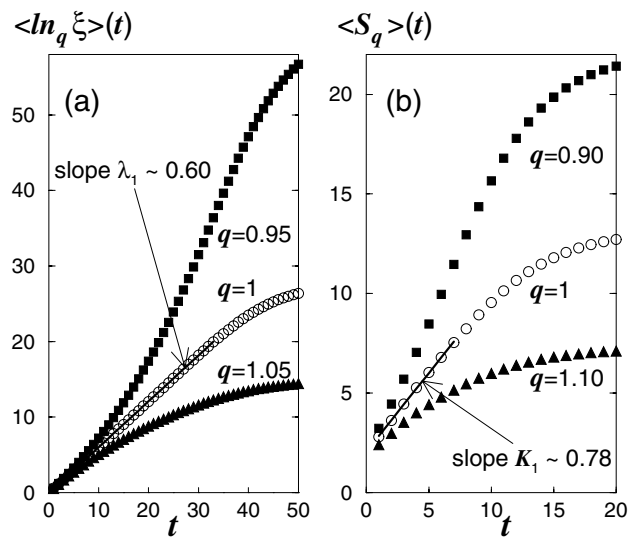 <ln_q ξ>(t)
<S_q>(t)
(a)
(b)
slope λ_1 ~ 0.60
q=0.95
q=1
q=1.05
q=0.90
q=1
q=1.10
slope K_1 ~ 0.78
50
40
30
20
10
0
0 10 20 30 40 50
t
20
15
10
5
0
0 5 10 15 20
t